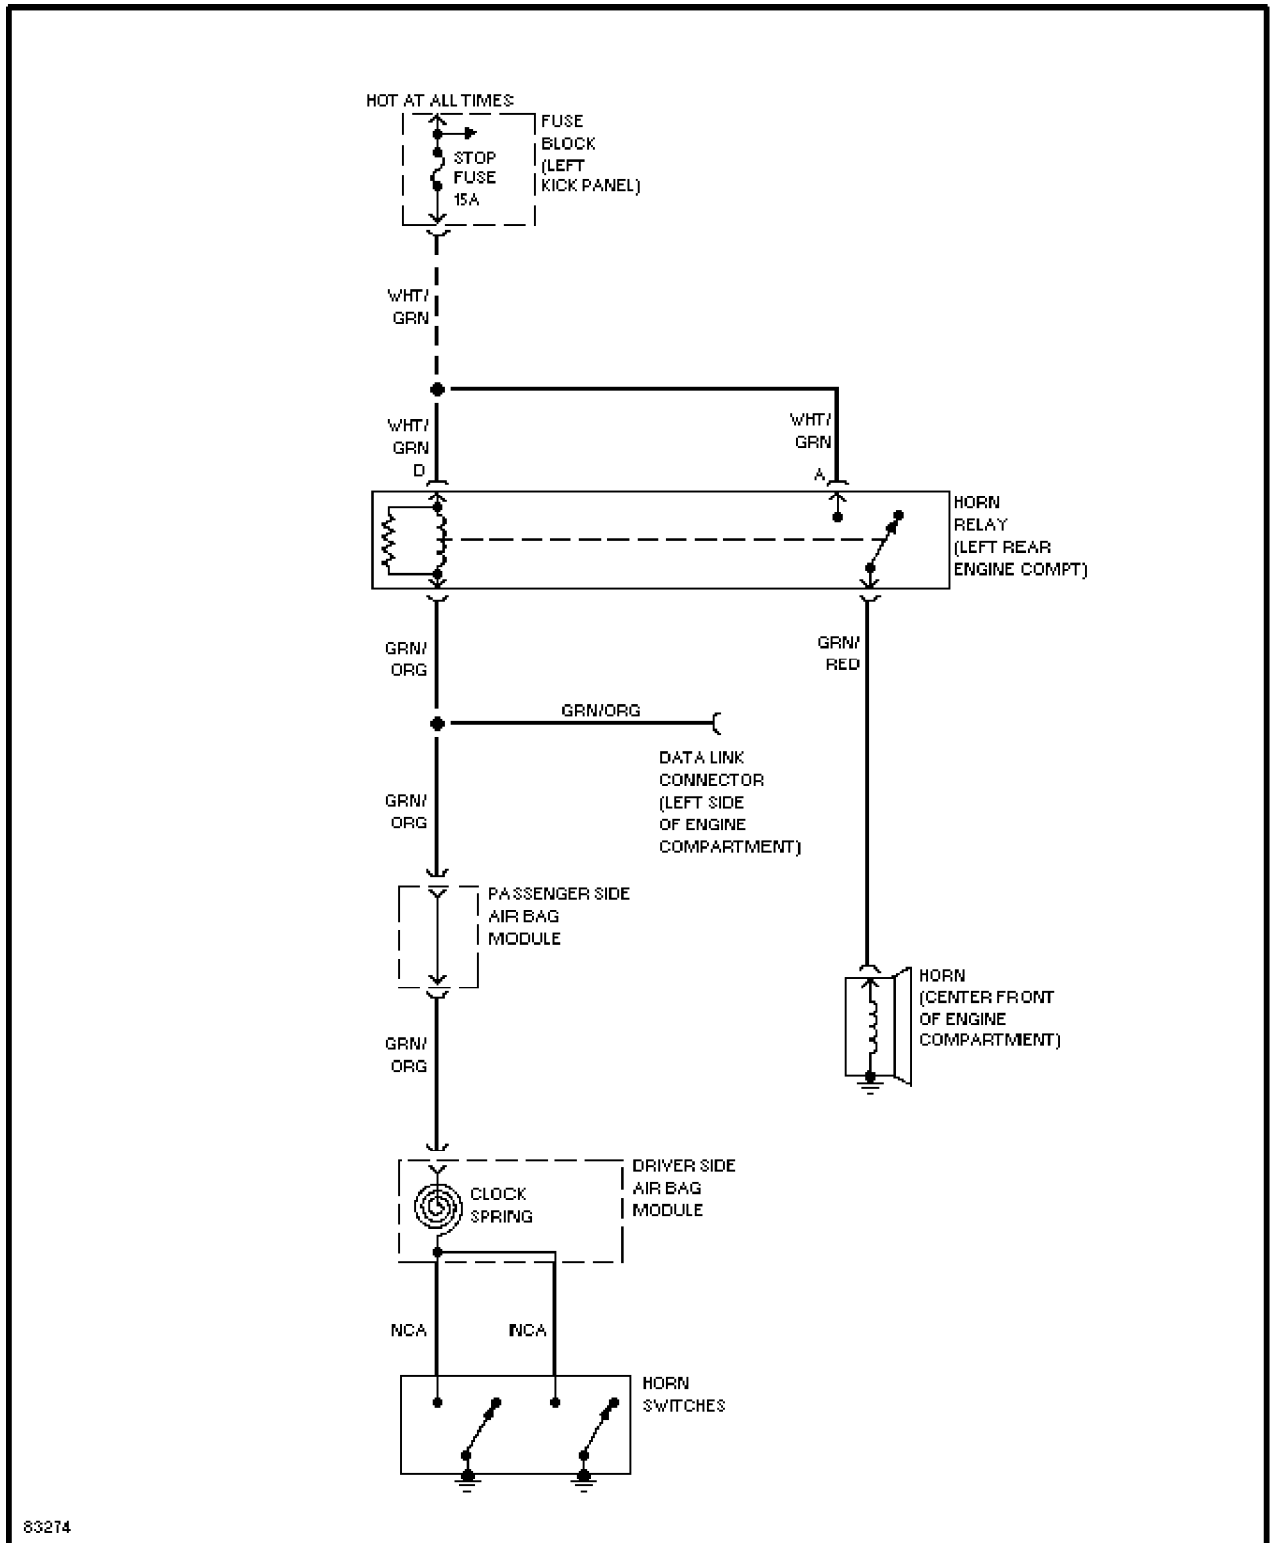 HOT AT ALL TIMES
FUSE
BLOCK
(LEFT
KICK PANEL)
STOP
FUSE
15A
WHT/
GRN
WHT/
GRN
D
WHT/
GRN
A
HORN
RELAY
(LEFT REAR
ENGINE COMPT)
GRN/
ORG
GRN/
RED
GRN/ORG
DATA LINK
CONNECTOR
(LEFT SIDE
OF ENGINE
COMPARTMENT)
GRN/
ORG
PASSENGER SIDE
AIR BAG
MODULE
HORN
(CENTER FRONT
OF ENGINE
COMPARTMENT)
GRN/
ORG
DRIVER SIDE
AIR BAG
MODULE
CLOCK
SPRING
NCA
NCA
HORN
SWITCHES
83274